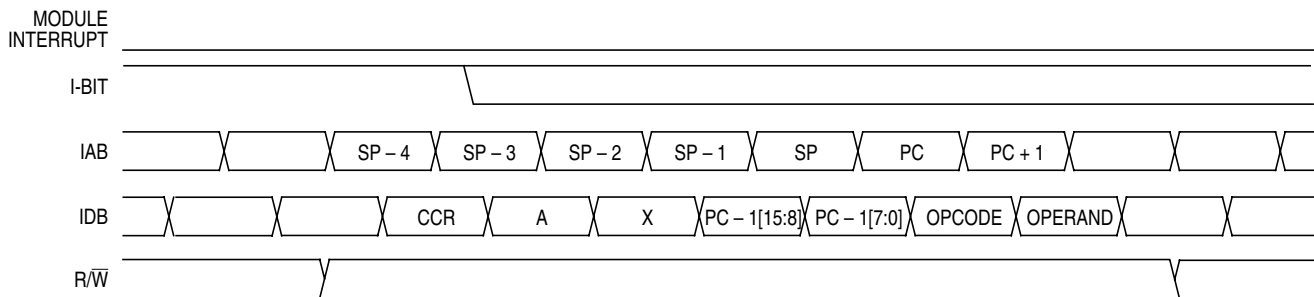 MODULE
INTERRUPT
I-BIT
IAB SP – 4 SP – 3 SP – 2 SP – 1 SP PC PC + 1
IDB CCR A X PC – 1[15:8] PC – 1[7:0] OPCODE OPERAND
R/W̅